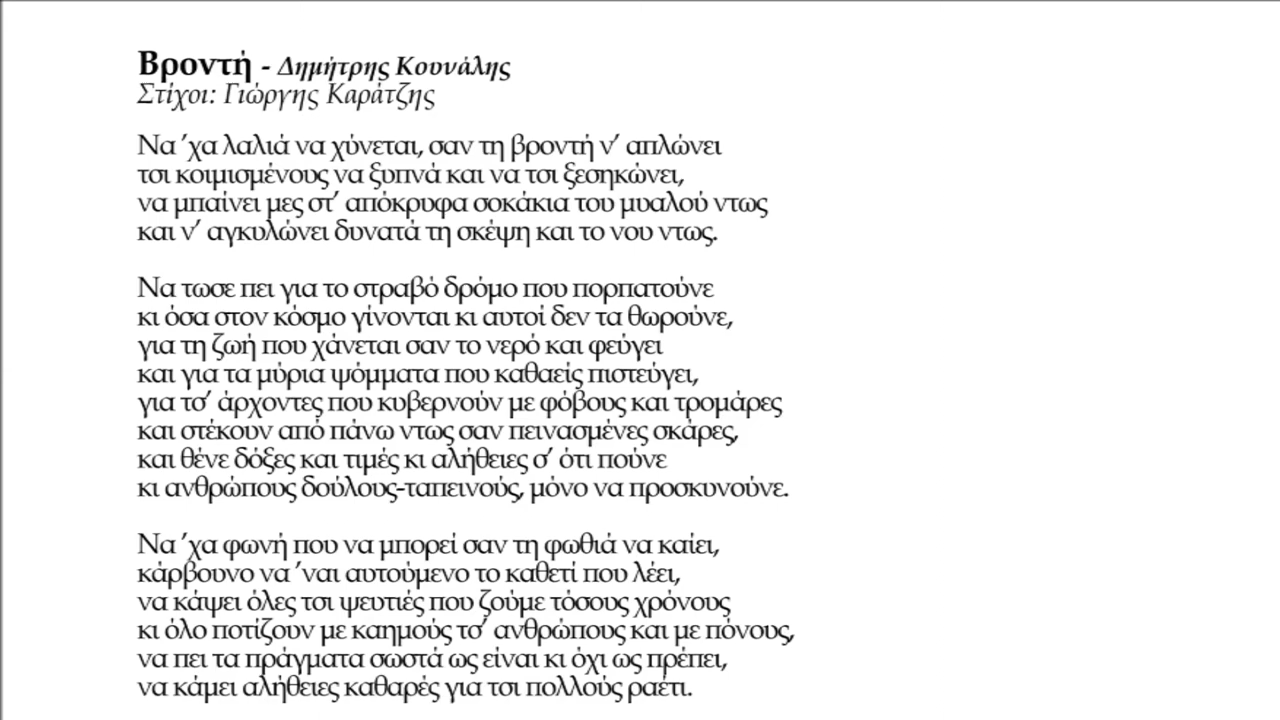 Βροντή - Δημήτρης Κουνάλης
Στίχοι: Γιώργης Καράτζης
Να ’χα λαλιά να χύνεται, σαν τη βροντή ν’ απλώνει
τσι κοιμισμένους να ξυπνά και να τσι ξεσηκώνει,
να μπαίνει μες στ’ απόκρυφα σοκάκια του μυαλού ντως
και ν’ αγκυλώνει δυνατά τη σκέψη και το νου ντως.
Να τωσε πει για το στραβό δρόμο που πορπατούνε
κι όσα στον κόσμο γίνονται κι αυτοί δεν τα θωρούνε,
για τη ζωή που χάνεται σαν το νερό και φεύγει
και για τα μύρια ψόμματα που καθαείς πιστεύγει,
για τσ’ άρχοντες που κυβερνούν με φόβους και τρομάρες
και στέκουν από πάνω ντως σαν πεινασμένες σκάρες,
και θένε δόξες και τιμές κι αλήθειες σ’ ότι πούνε
κι ανθρώπους δούλους-ταπεινούς, μόνο να προσκυνούνε.
Να ’χα φωνή που να μπορεί σαν τη φωθιά να καίει,
κάρβουνο να ’ναι αυτούμενο το καθετί που λέει,
να κάψει όλες τσι ψευτιές που ζούμε τόσους χρόνους
κι όλο ποτίζουν με καημούς τσ’ ανθρώπους και με πόνους,
να πει τα πράγματα σωστά ως είναι κι όχι ως πρέπει,
να κάμει αλήθειες καθαρές για τσι πολλούς ραέτι.